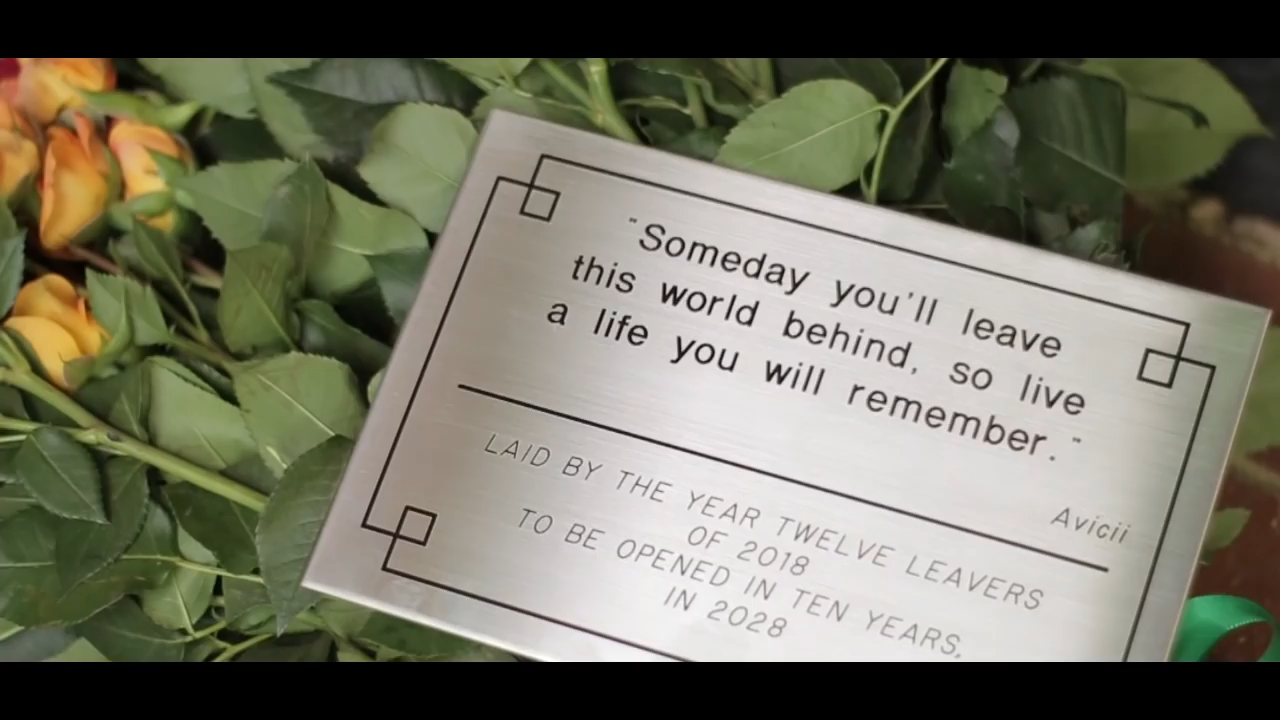 "Someday you'll leave
this world behind, so live
a life you will remember."
Avicii
LAID BY THE YEAR TWELVE LEAVERS
OF 2018
TO BE OPENED IN TEN YEARS,
IN 2028